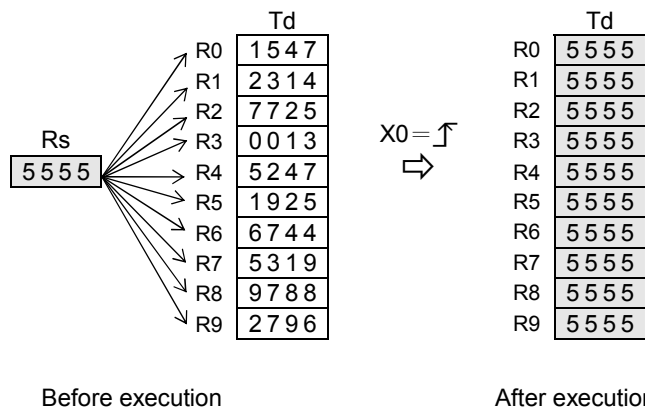 Td Td
R0 1547 R0 5555
R1 2314 R1 5555
R2 7725 R2 5555
Rs R3 0013 X0= R3 5555
5555 R4 5247 R4 5555
R5 1925 R5 5555
R6 6744 R6 5555
R7 5319 R7 5555
R8 9788 R8 5555
R9 2796 R9 5555
Before execution After execution